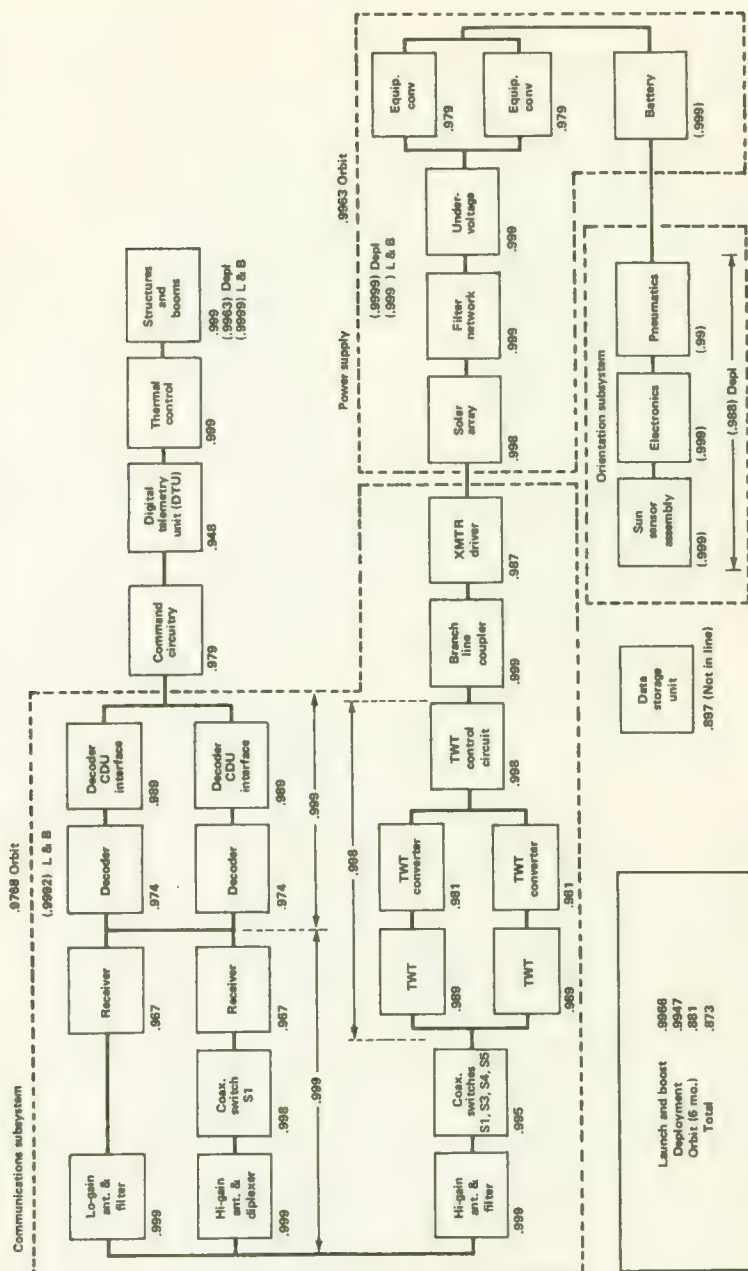 Communications subsystem
.9768 Orbit
(.9992) L & B
Lo-gain
ant. &
filter
.999
Receiver
.967
Decoder
.974
Decoder
CDU
interface
.989
Hi-gain
ant. &
diplexer
.999
Coax.
switch
S1
.998
Receiver
.967
Decoder
.974
Decoder
CDU
interface
.989
.999
.999
Command
circuitry
.979
Digital
telemetry
unit (DTU)
.948
Thermal
control
.999
Structures
and
booms
.999
(.9963) Depl
(.9999) L & B
.998
Hi-gain
ant. &
filter
.999
Coax.
switches
S1, S3, S4, S5
.995
TWT
.989
TWT
converter
.981
TWT
.989
TWT
converter
.981
TWT
control
circuit
.998
Branch
line
coupler
.999
XMTR
driver
.987
Power supply
.9963 Orbit
(.9999) Depl
(.999 ) L & B
Solar
array
.998
Filter
network
.999
Under-
voltage
.999
Equip.
conv
.979
Equip.
conv
.979
Battery
(.999)
Orientation subsystem
Sun
sensor
assembly
(.999)
Electronics
(.999)
Pneumatics
(.99)
(.988) Depl
Data
storage
unit
.897 (Not in line)
Launch and boost .9966
Deployment .9947
Orbit (6 mo.) .881
Total .873